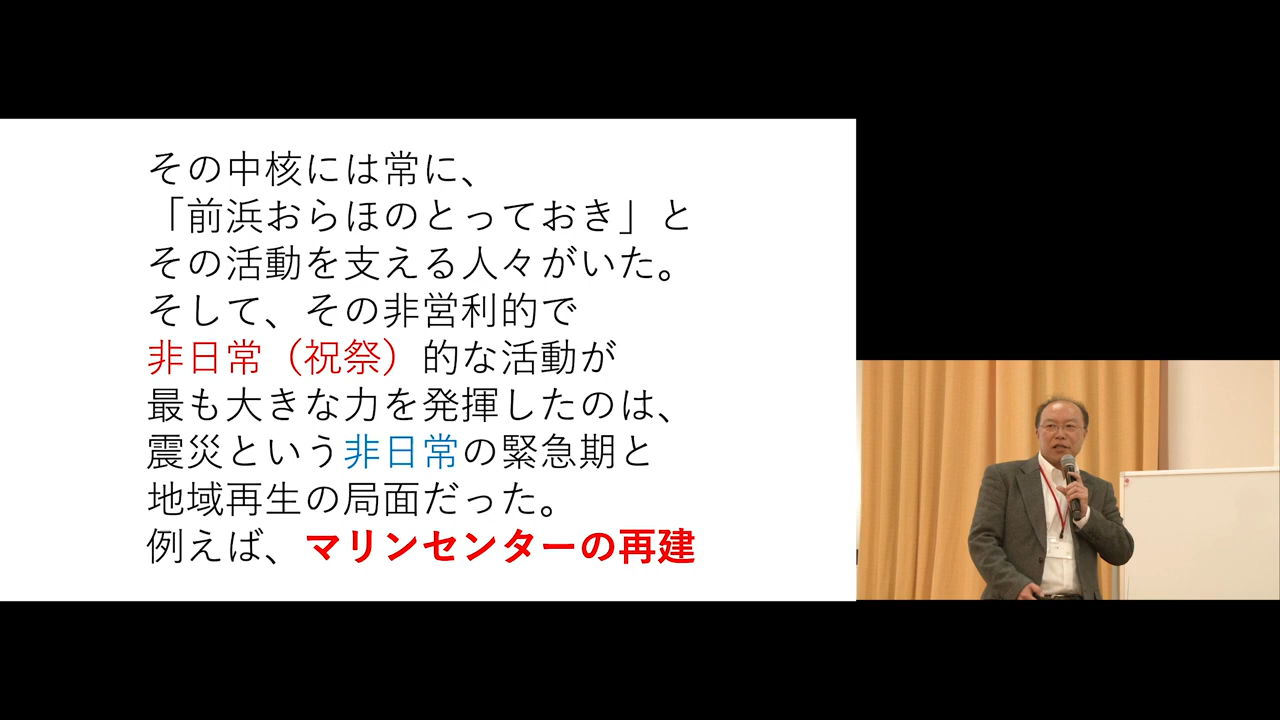 その中核には常に、
「前浜おらほのとっておき」と
その活動を支える人々がいた。
そして、その非営利的で
非日常（祝祭）的な活動が
最も大きな力を発揮したのは、
震災という非日常の緊急期と
地域再生の局面だった。
例えば、マリンセンターの再建